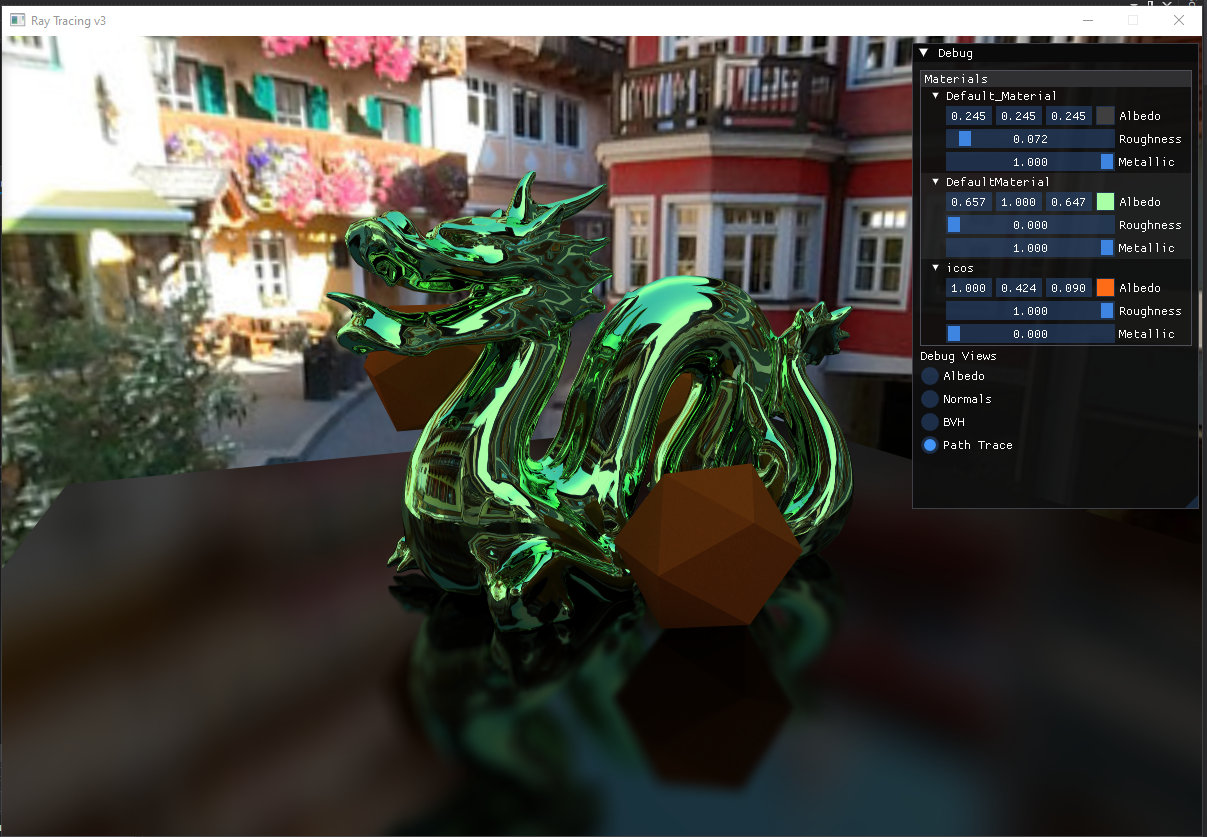 Ray Tracing v3
Debug
Materials
Default_Material
0.245 0.245 0.245 Albedo
0.072 Roughness
1.000 Metallic
DefaultMaterial
0.657 1.000 0.647 Albedo
0.000 Roughness
1.000 Metallic
icos
1.000 0.424 0.090 Albedo
1.000 Roughness
0.000 Metallic
Debug Views
Albedo
Normals
BVH
Path Trace